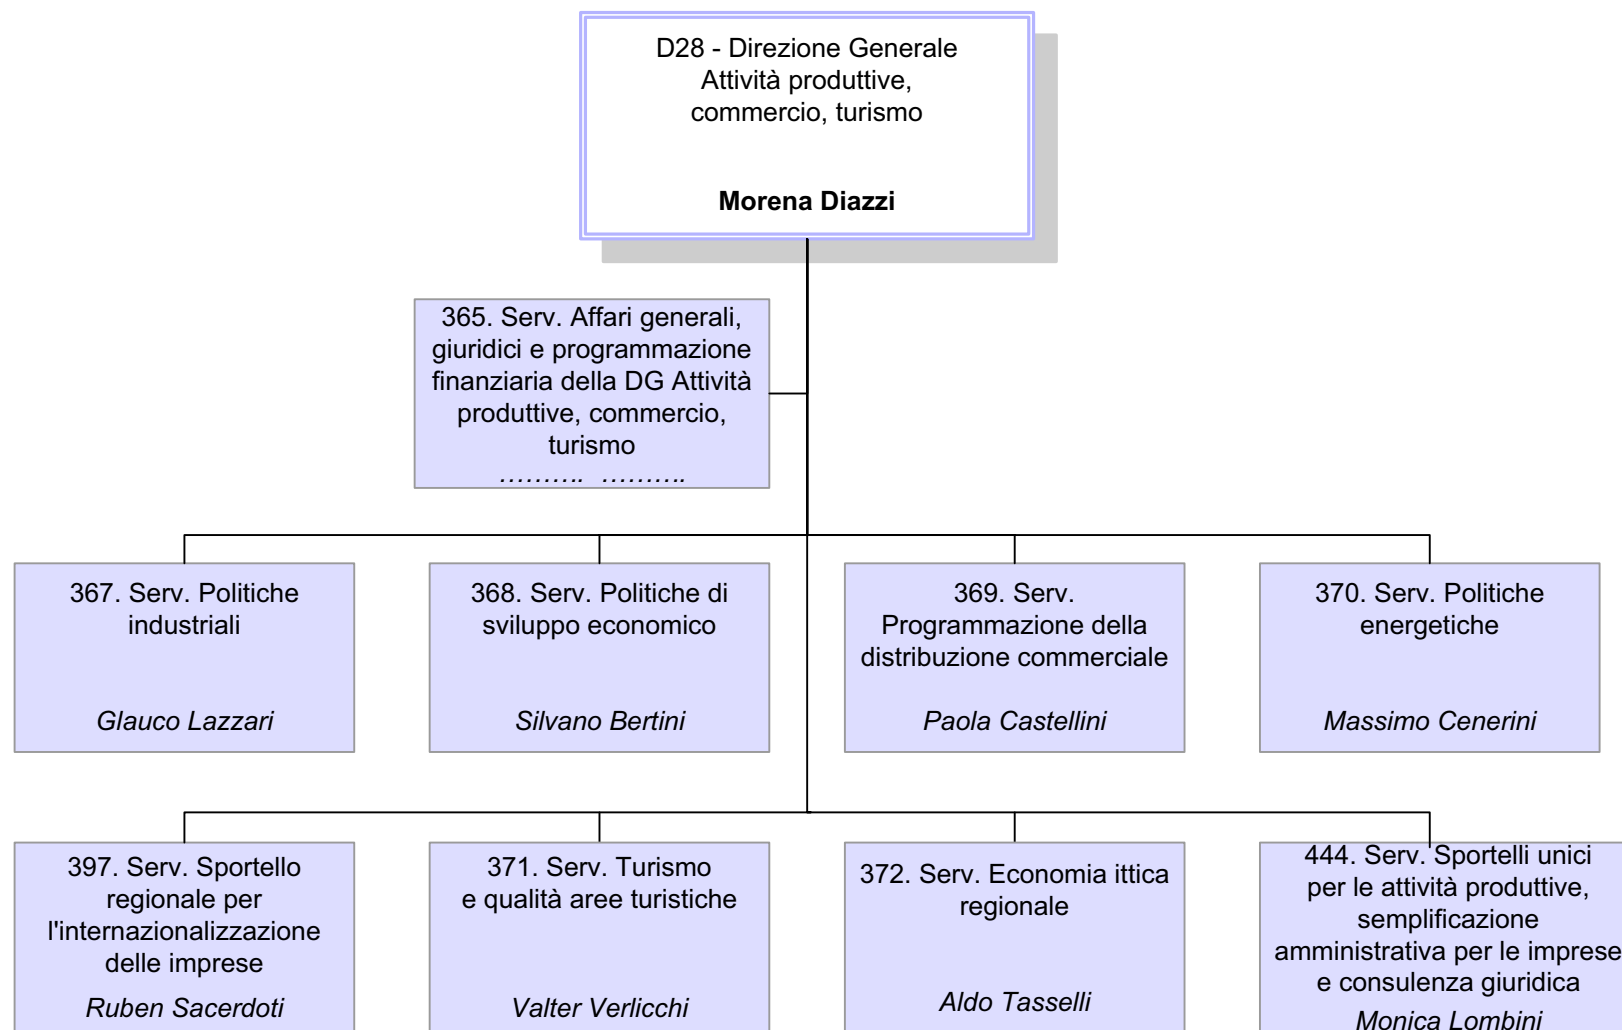 D28 - Direzione Generale
Attività produttive,
commercio, turismo
Morena Diazzi
365. Serv. Affari generali,
giuridici e programmazione
finanziaria della DG Attività
produttive, commercio,
turismo
.......... ..........
367. Serv. Politiche
industriali
Glauco Lazzari
368. Serv. Politiche di
sviluppo economico
Silvano Bertini
369. Serv.
Programmazione della
distribuzione commerciale
Paola Castellini
370. Serv. Politiche
energetiche
Massimo Cenerini
397. Serv. Sportello
regionale per
l'internazionalizzazione
delle imprese
Ruben Sacerdoti
371. Serv. Turismo
e qualità aree turistiche
Valter Verlicchi
372. Serv. Economia ittica
regionale
Aldo Tasselli
444. Serv. Sportelli unici
per le attività produttive,
semplificazione
amministrativa per le imprese
e consulenza giuridica
Monica Lombini